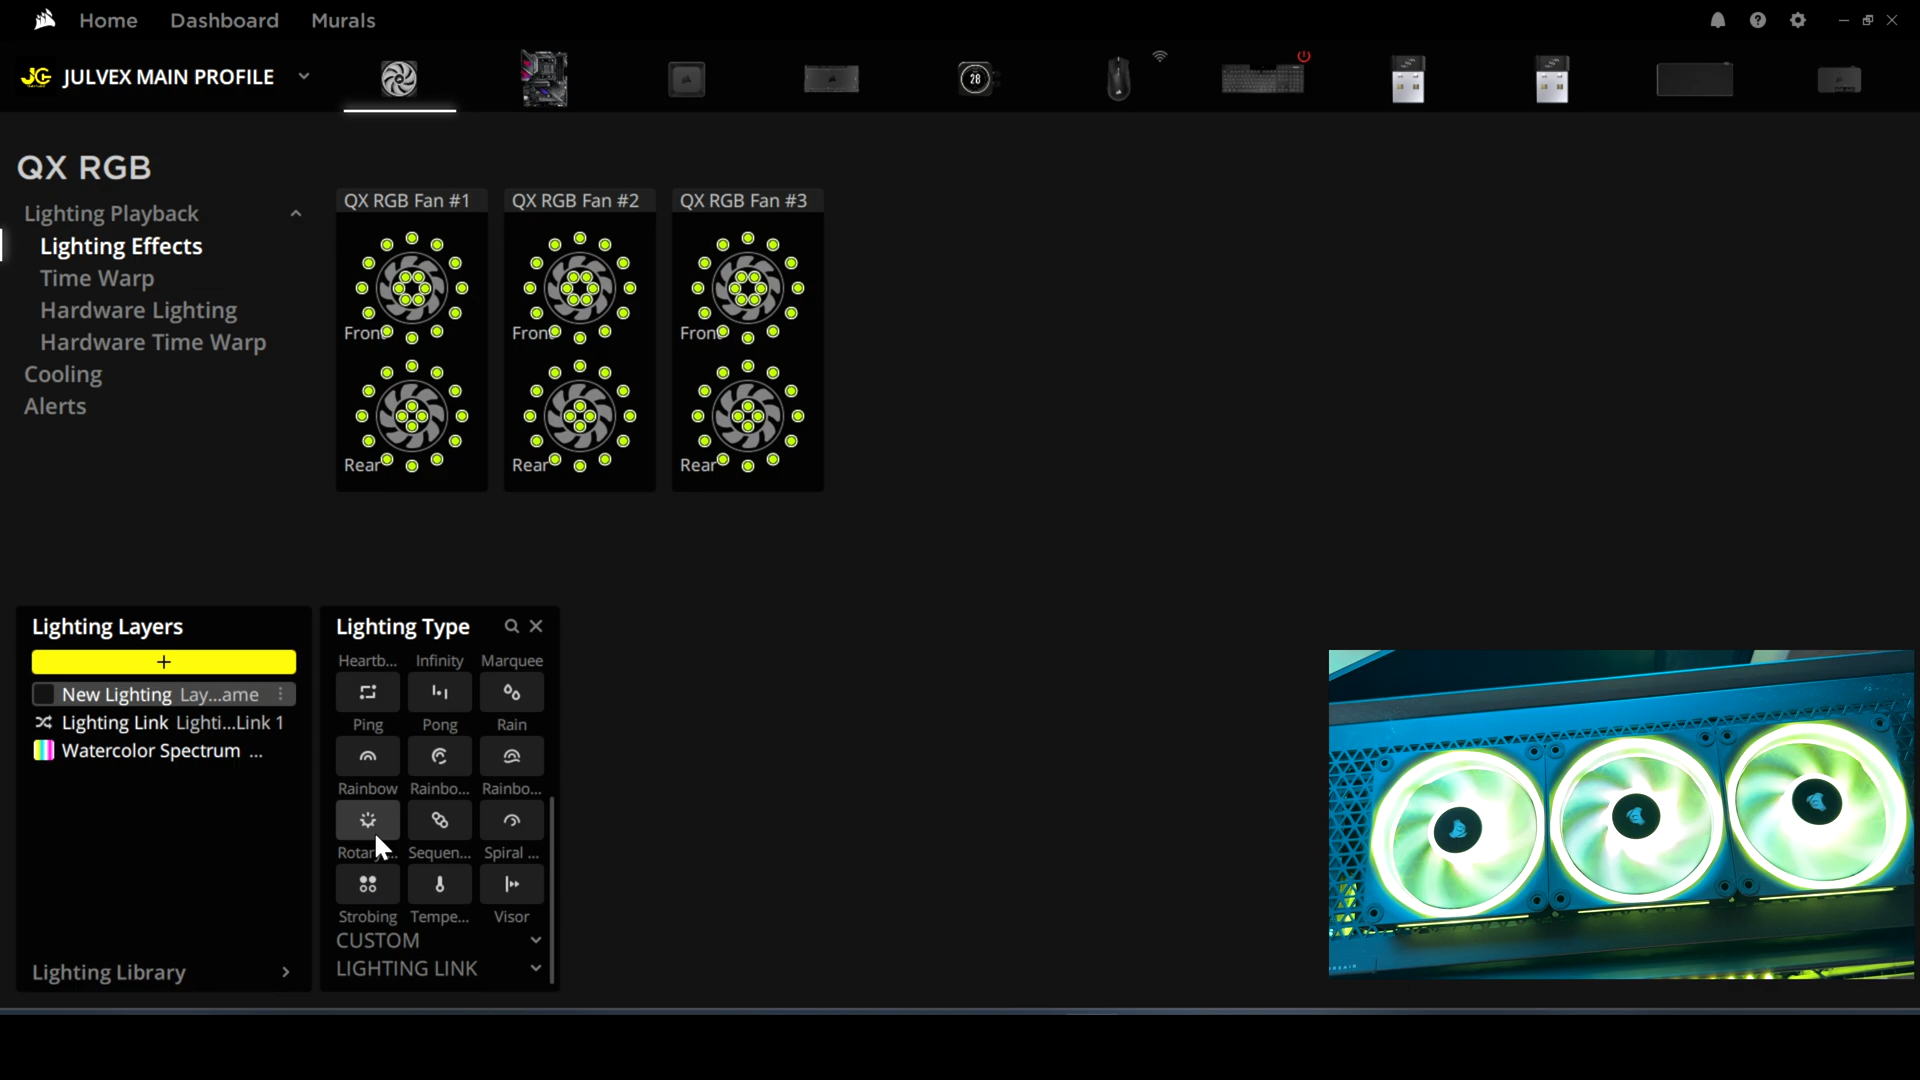 Home Dashboard Murals
JULVEX MAIN PROFILE
28
QX RGB
Lighting Playback
Lighting Effects
Time Warp
Hardware Lighting
Hardware Time Warp
Cooling
Alerts
QX RGB Fan #1 QX RGB Fan #2 QX RGB Fan #3
Front Front Front
Rear Rear Rear
Lighting Layers
+
New Lighting Lay...ame
Lighting Link Lighti...Link 1
Watercolor Spectrum ...
Lighting Library
Lighting Type
Heartb... Infinity Marquee
Ping Pong Rain
Rainbow Rainbo... Rainbo...
Rotar... Sequen... Spiral ...
Strobing Tempe... Visor
CUSTOM
LIGHTING LINK